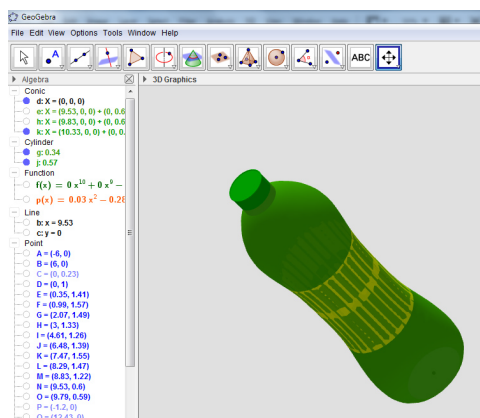 GeoGebra
File Edit View Options Tools Window Help
ABC
Algebra
3D Graphics
Conic
d: X = (0, 0, 0)
e: X = (9.53, 0, 0) + (0, 0.6
h: X = (9.83, 0, 0) + (0, 0.6
k: X = (10.33, 0, 0) + (0, 0.
Cylinder
g: 0.34
j: 0.57
Function
f(x) = 0 x¹⁰ + 0 x⁹ −
p(x) = 0.03 x² − 0.28
Line
b: x = 9.53
c: y = 0
Point
A = (-6, 0)
B = (6, 0)
C = (0, 0.23)
D = (0, 1)
E = (0.35, 1.41)
F = (0.99, 1.57)
G = (2.07, 1.49)
H = (3, 1.33)
I = (4.61, 1.26)
J = (6.48, 1.39)
K = (7.47, 1.55)
L = (8.29, 1.47)
M = (8.83, 1.22)
N = (9.53, 0.6)
O = (9.79, 0.59)
P = (-1.2, 0)